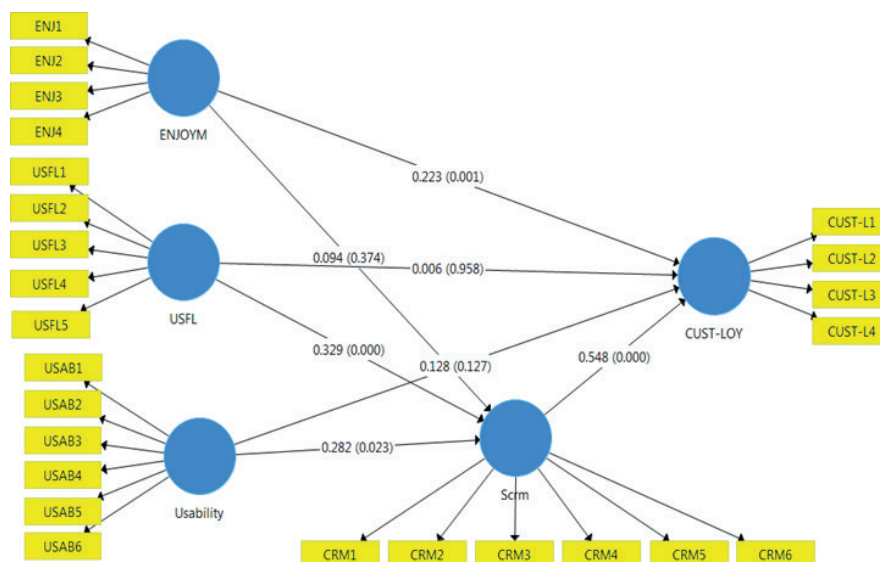 ENJ1
ENJ2
ENJ3
ENJ4
ENJOYM
USFL1
USFL2
USFL3
USFL4
USFL5
USFL
USAB1
USAB2
USAB3
USAB4
USAB5
USAB6
Usability
0.223 (0.001)
0.094 (0.374)
0.006 (0.958)
0.329 (0.000)
0.128 (0.127)
0.548 (0.000)
0.282 (0.023)
CUST-LOY
CUST-L1
CUST-L2
CUST-L3
CUST-L4
Scrm
CRM1
CRM2
CRM3
CRM4
CRM5
CRM6